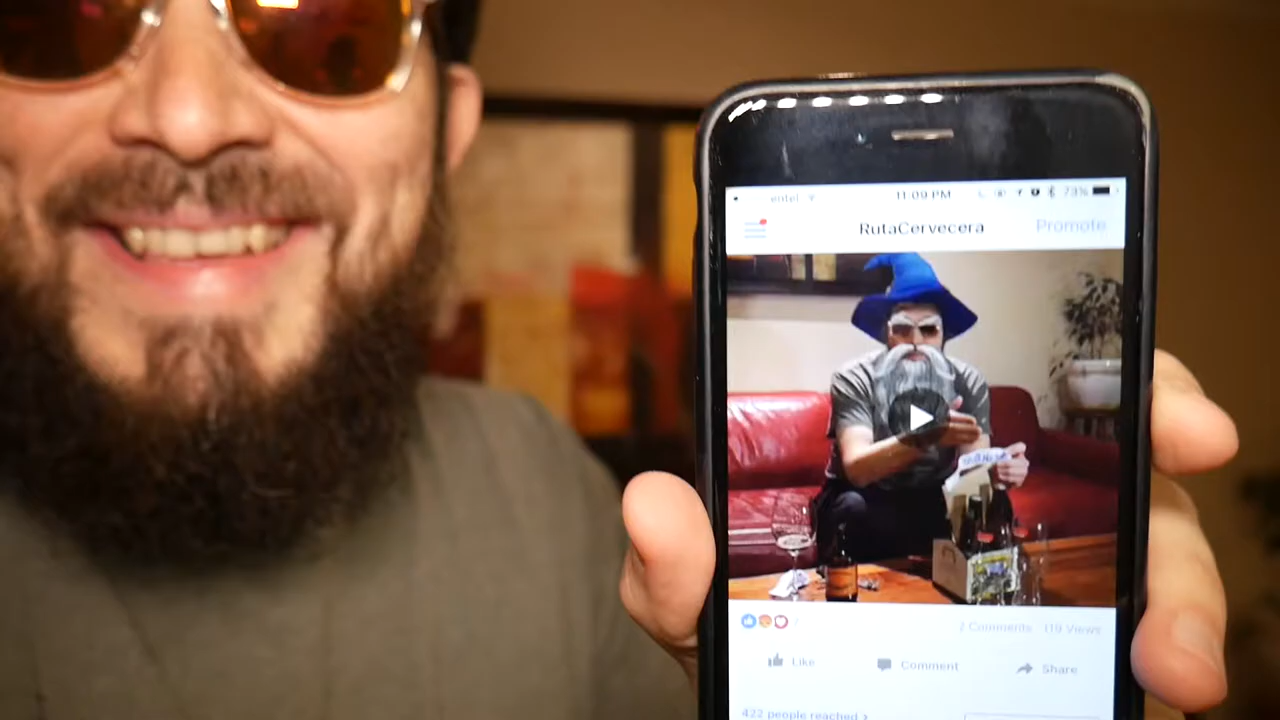 entel 11:09 PM 73%
RutaCervecera Promote
2 Comments 119 Views
Like Comment Share
422 people reached >